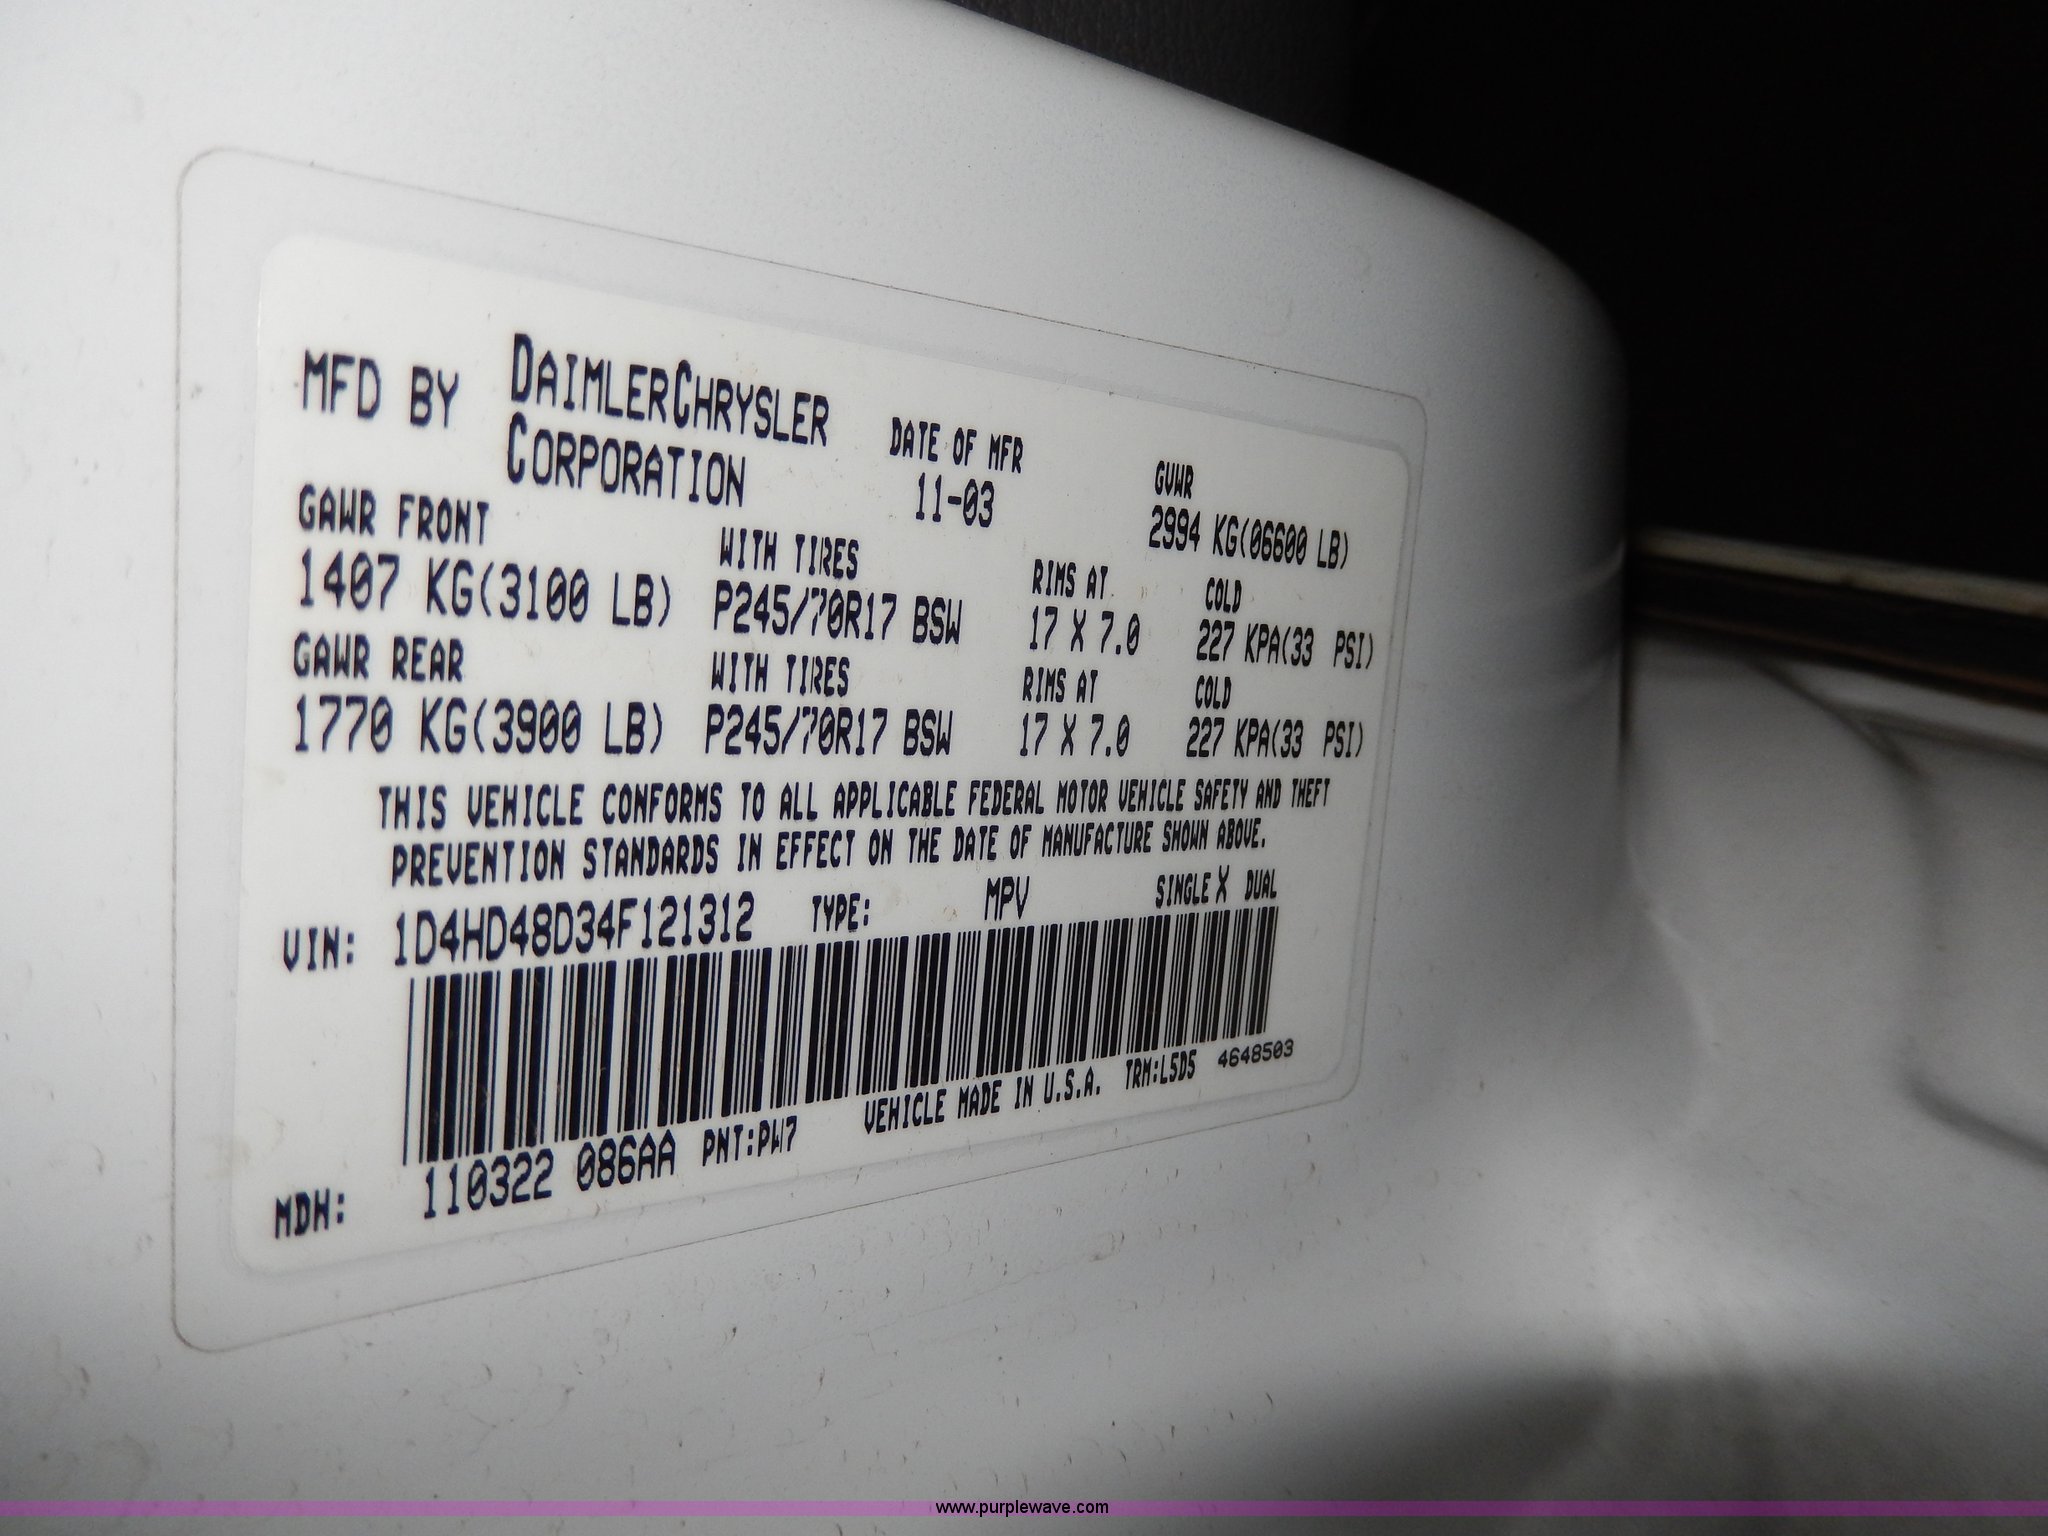 MFD BY DAIMLERCHRYSLER CORPORATION DATE OF MFR 11-03 GVWR 2994 KG(06600 LB)
GAWR FRONT WITH TIRES RIMS AT COLD
1407 KG(3100 LB) P245/70R17 BSW 17 X 7.0 227 KPA(33 PSI)
GAWR REAR WITH TIRES RIMS AT COLD
1770 KG(3900 LB) P245/70R17 BSW 17 X 7.0 227 KPA(33 PSI)
THIS VEHICLE CONFORMS TO ALL APPLICABLE FEDERAL MOTOR VEHICLE SAFETY AND THEFT
PREVENTION STANDARDS IN EFFECT ON THE DATE OF MANUFACTURE SHOWN ABOVE.
VIN: 1D4HD48D34F121312 TYPE: MPV SINGLE X DUAL
MDH: 110322 086AA PNT:PW7 VEHICLE MADE IN U.S.A. TRM:L5D5 4648503
www.purplewave.com